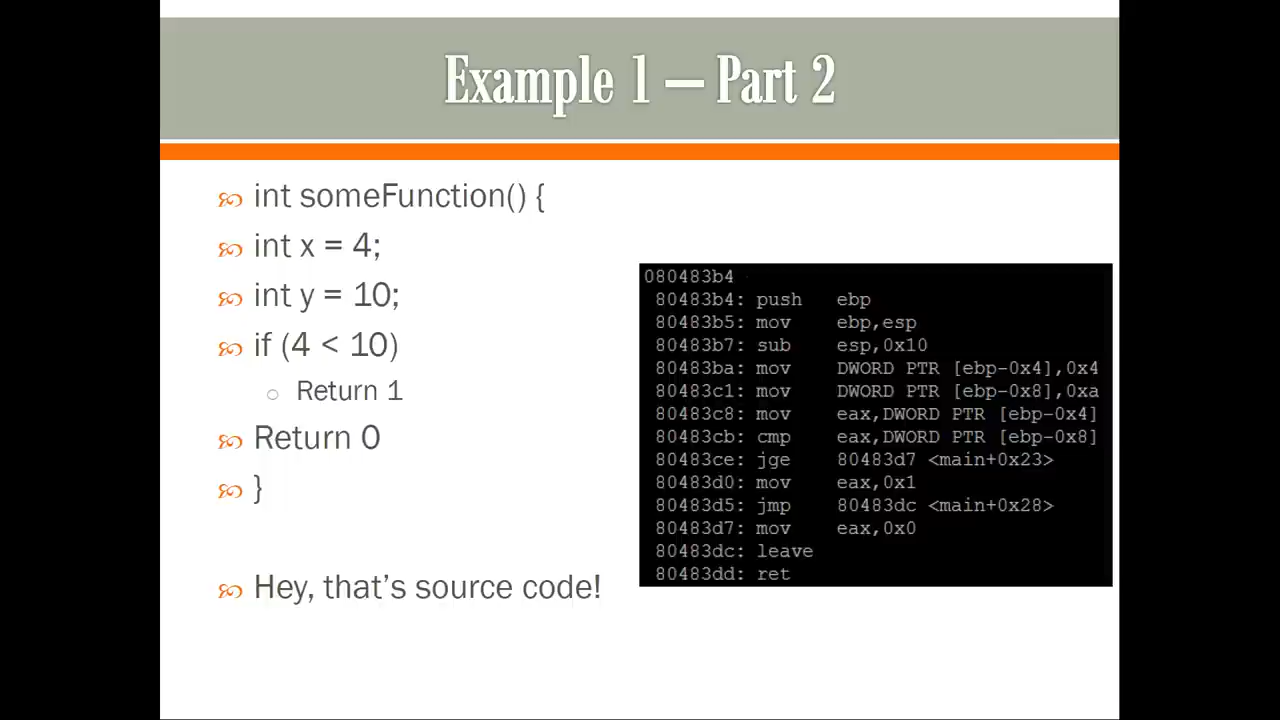 Example 1 – Part 2
int someFunction() {
int x = 4;
int y = 10;
if (4 < 10)
Return 1
Return 0
}
Hey, that's source code!
080483b4
80483b4: push ebp
80483b5: mov ebp,esp
80483b7: sub esp,0x10
80483ba: mov DWORD PTR [ebp-0x4],0x4
80483c1: mov DWORD PTR [ebp-0x8],0xa
80483c8: mov eax,DWORD PTR [ebp-0x4]
80483cb: cmp eax,DWORD PTR [ebp-0x8]
80483ce: jge 80483d7 <main+0x23>
80483d0: mov eax,0x1
80483d5: jmp 80483dc <main+0x28>
80483d7: mov eax,0x0
80483dc: leave
80483dd: ret